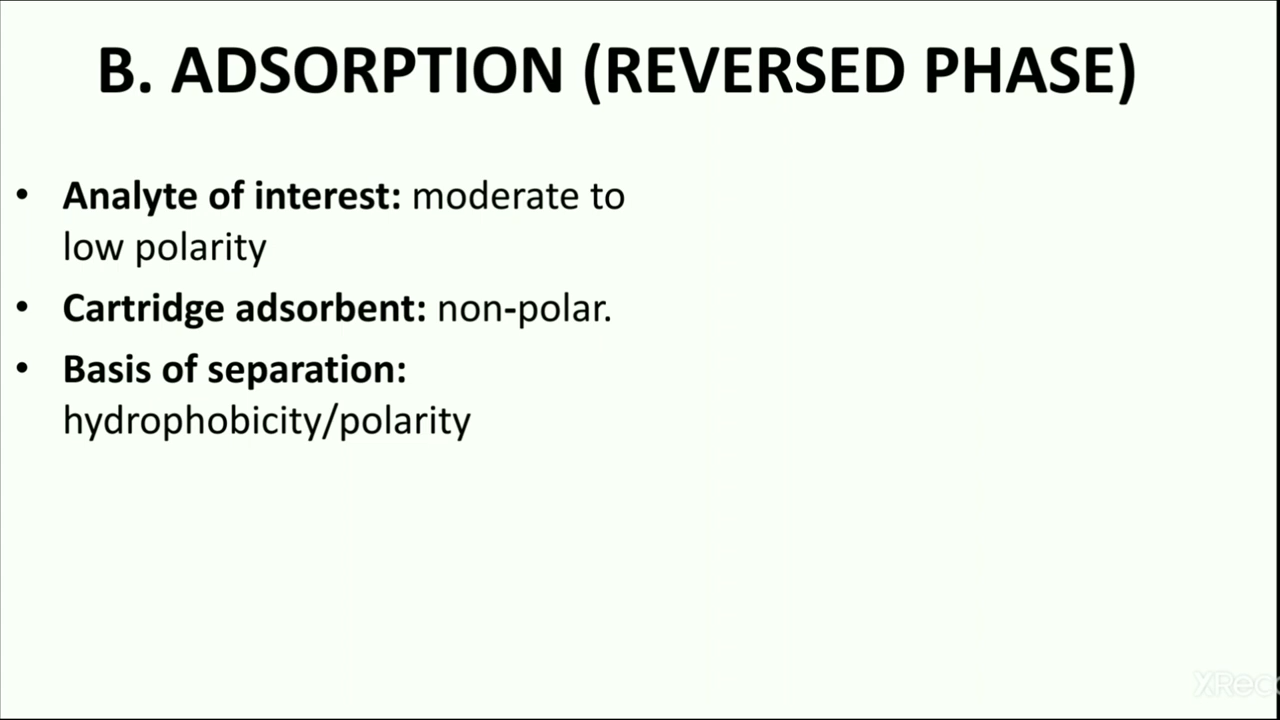 B. ADSORPTION (REVERSED PHASE)
• Analyte of interest: moderate to
low polarity
• Cartridge adsorbent: non-polar.
• Basis of separation:
hydrophobicity/polarity